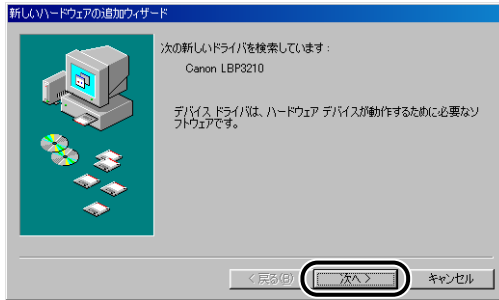 新しいハードウェアの追加ウィザード
次の新しいドライバを検索しています：
Canon LBP3210
デバイス ドライバは、ハードウェア デバイスが動作するために必要なソ
フトウェアです。
< 戻る(B)
次へ >
キャンセル